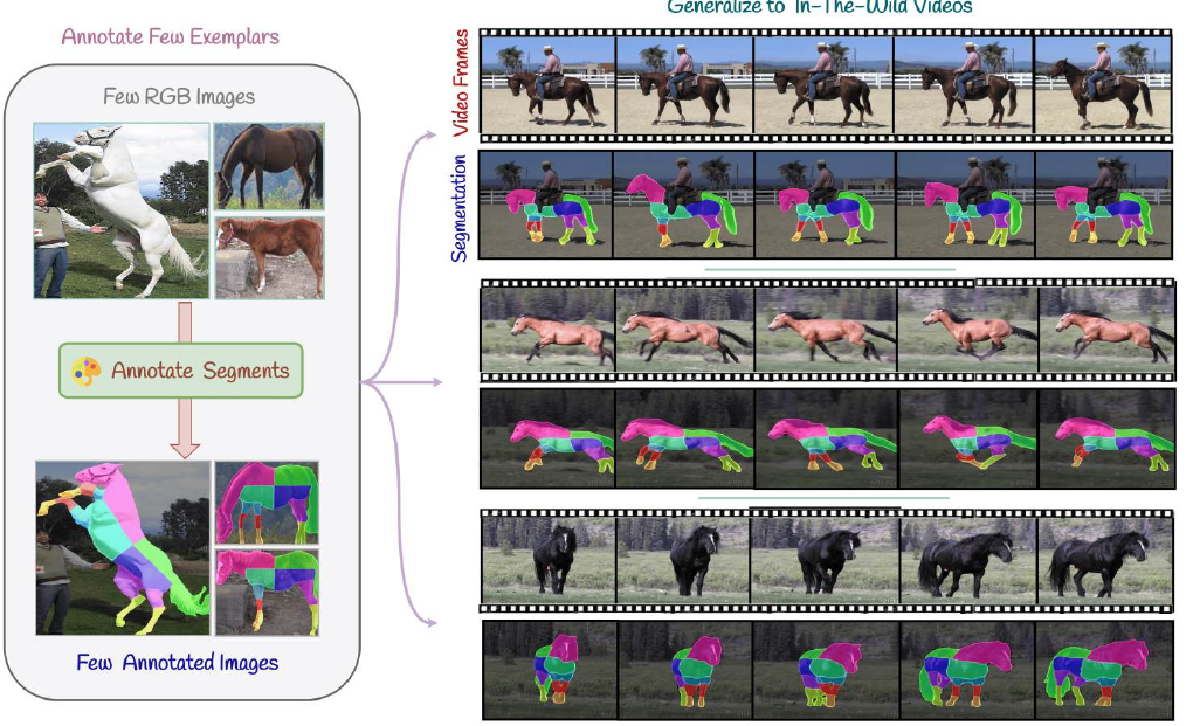 Generalize to In-The-Wild Videos
Annotate Few Exemplars
Few RGB Images
Annotate Segments
Few Annotated Images
Video Frames
Segmentation